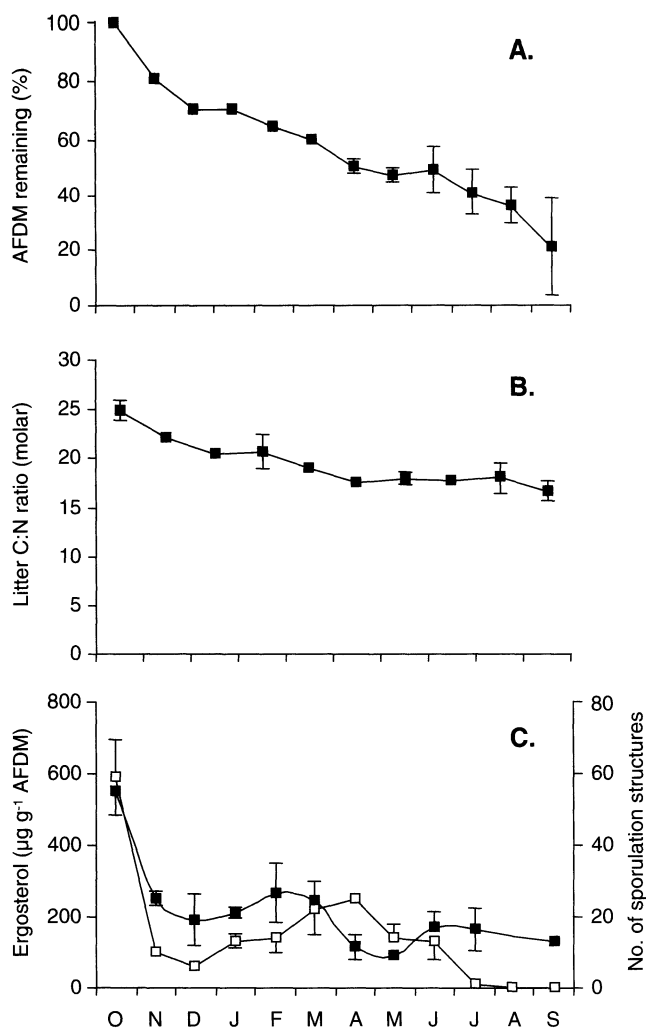 A.
AFDM remaining (%)
100
80
60
40
20
0
B.
Litter C:N ratio (molar)
30
25
20
15
10
5
0
C.
Ergosterol (µg g-1 AFDM)
800
600
400
200
0
80
60
40
20
0
No. of sporulation structures
O N D J F M A M J J A S